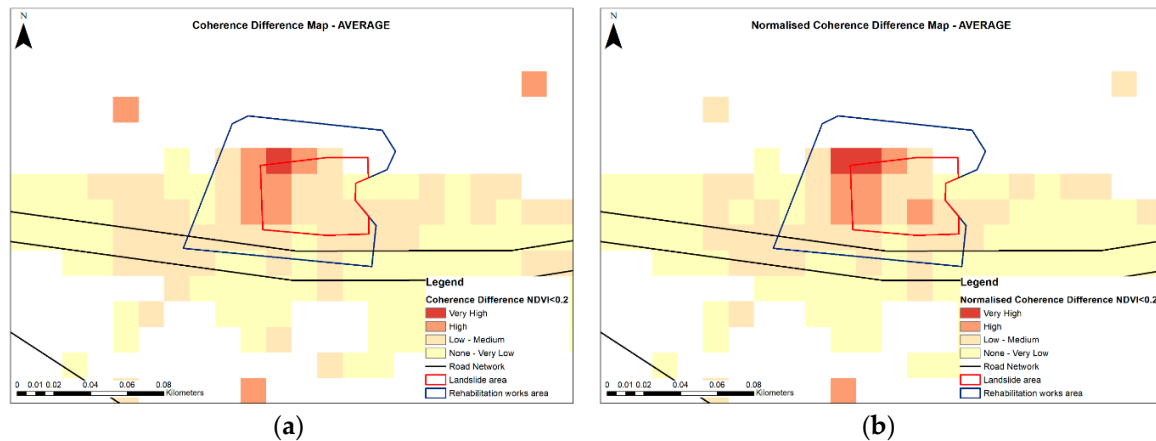 N
Coherence Difference Map - AVERAGE
Legend
Coherence Difference NDVI<0.2
Very High
High
Low - Medium
None - Very Low
Road Network
Landslide area
Rehabilitation works area
0 0.01 0.02 0.04 0.06 0.08
Kilometers
(a)
N
Normalised Coherence Difference Map - AVERAGE
Legend
Normalised Coherence Difference NDVI<0.2
Very High
High
Low - Medium
None - Very Low
Road Network
Landslide area
Rehabilitation works area
0 0.01 0.02 0.04 0.06 0.08
Kilometers
(b)